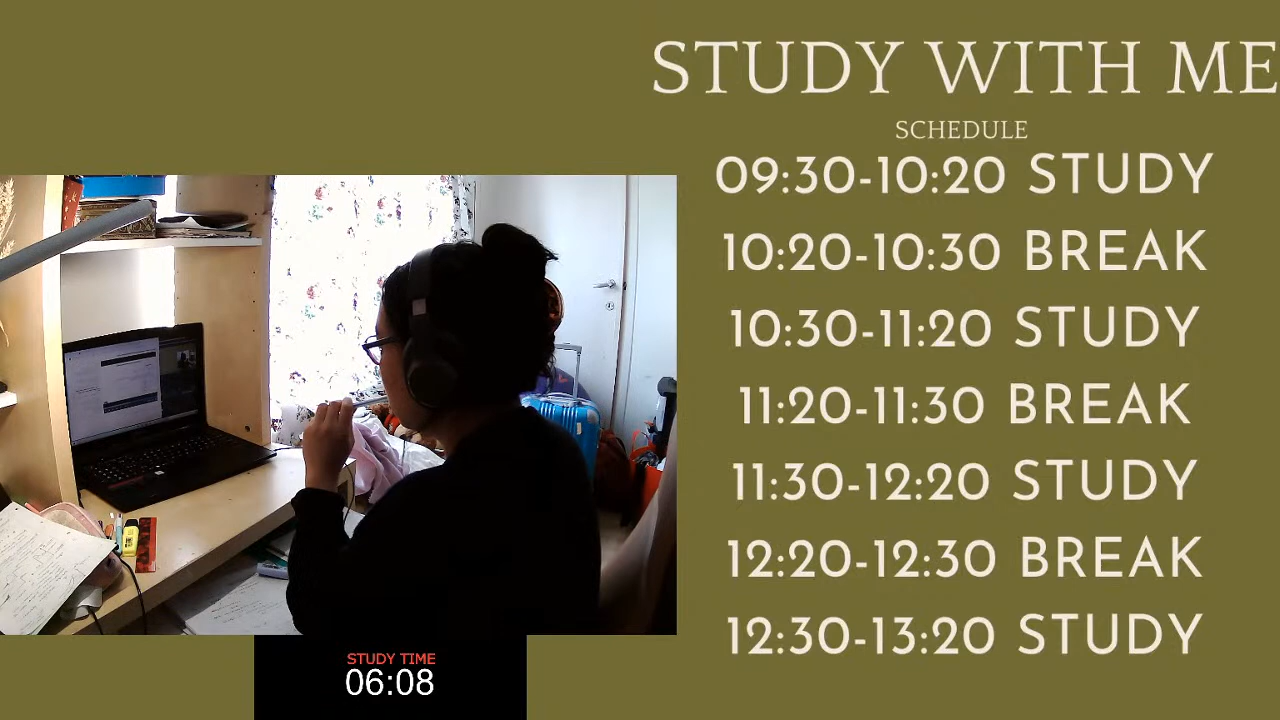 STUDY WITH ME
SCHEDULE
09:30-10:20 STUDY
10:20-10:30 BREAK
10:30-11:20 STUDY
11:20-11:30 BREAK
11:30-12:20 STUDY
12:20-12:30 BREAK
12:30-13:20 STUDY
STUDY TIME
06:08